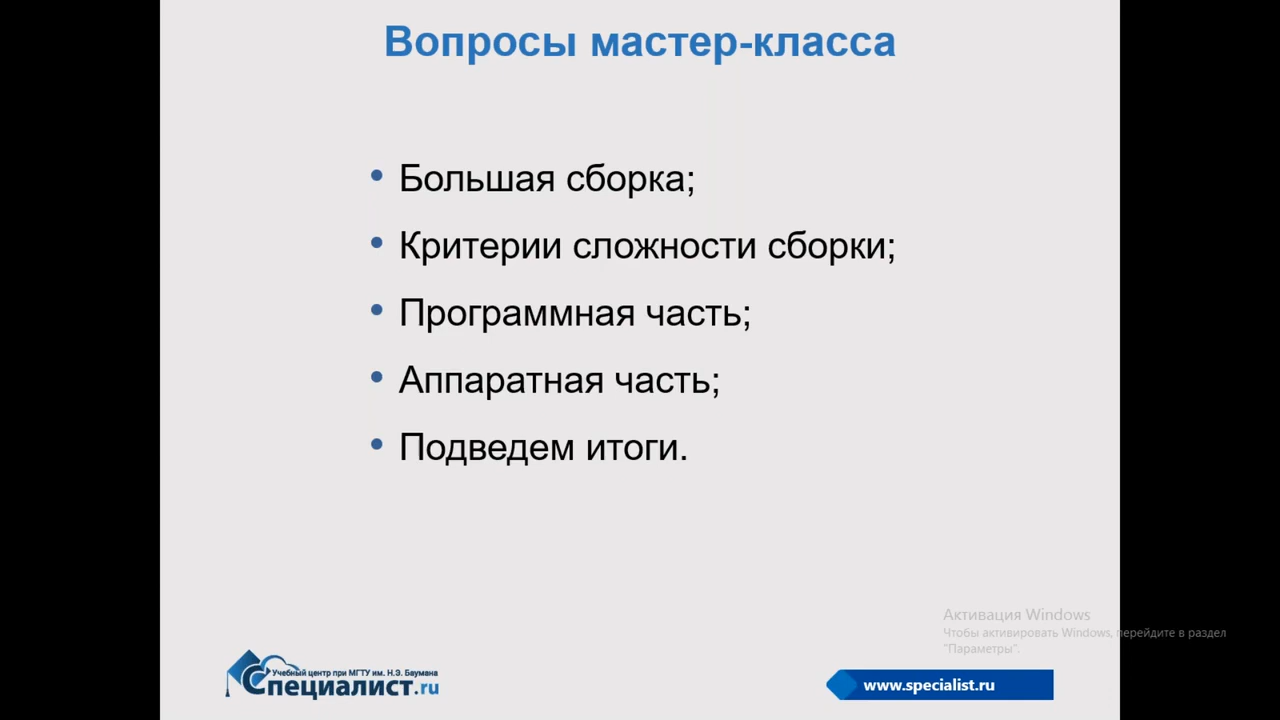 Вопросы мастер-класса
• Большая сборка;
• Критерии сложности сборки;
• Программная часть;
• Аппаратная часть;
• Подведем итоги.
Активация Windows
Чтобы активировать Windows, перейдите в раздел
"Параметры".
Учебный центр при МГТУ им. Н.Э. Баумана
Специалист.ru
www.specialist.ru